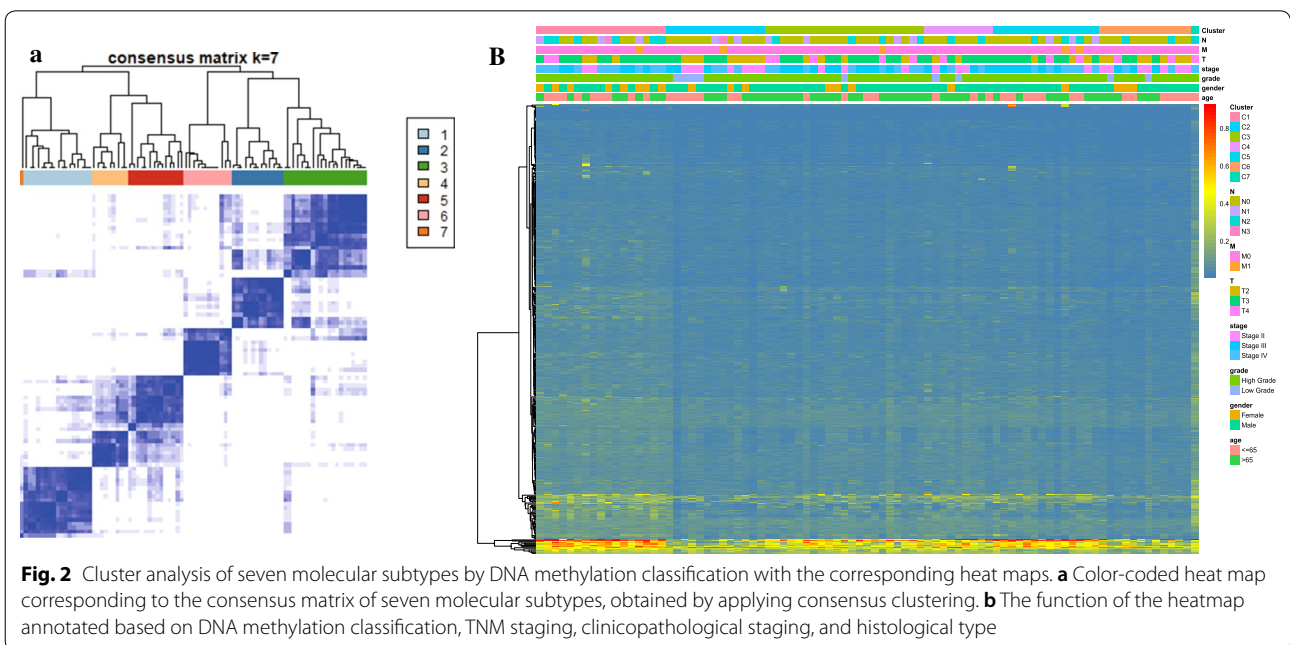 a
consensus matrix k=7
1
2
3
4
5
6
7
B
Cluster
N
M
T
stage
grade
gender
age
0.8
0.6
0.4
0.2
Cluster
C1
C2
C3
C4
C5
C6
C7
N
N0
N1
N2
N3
M
M0
M1
T
T2
T3
T4
stage
Stage II
Stage III
Stage IV
grade
High Grade
Low Grade
gender
Female
Male
age
<=65
>65
Fig. 2 Cluster analysis of seven molecular subtypes by DNA methylation classification with the corresponding heat maps. a Color-coded heat map
corresponding to the consensus matrix of seven molecular subtypes, obtained by applying consensus clustering. b The function of the heatmap
annotated based on DNA methylation classification, TNM staging, clinicopathological staging, and histological type